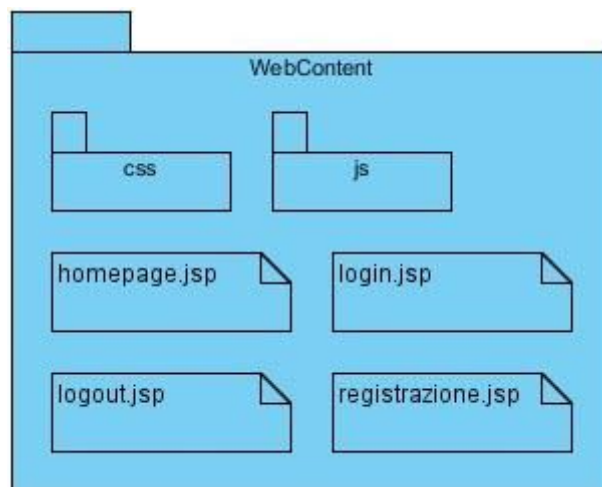 WebContent
css
js
homepage.jsp
login.jsp
logout.jsp
registrazione.jsp